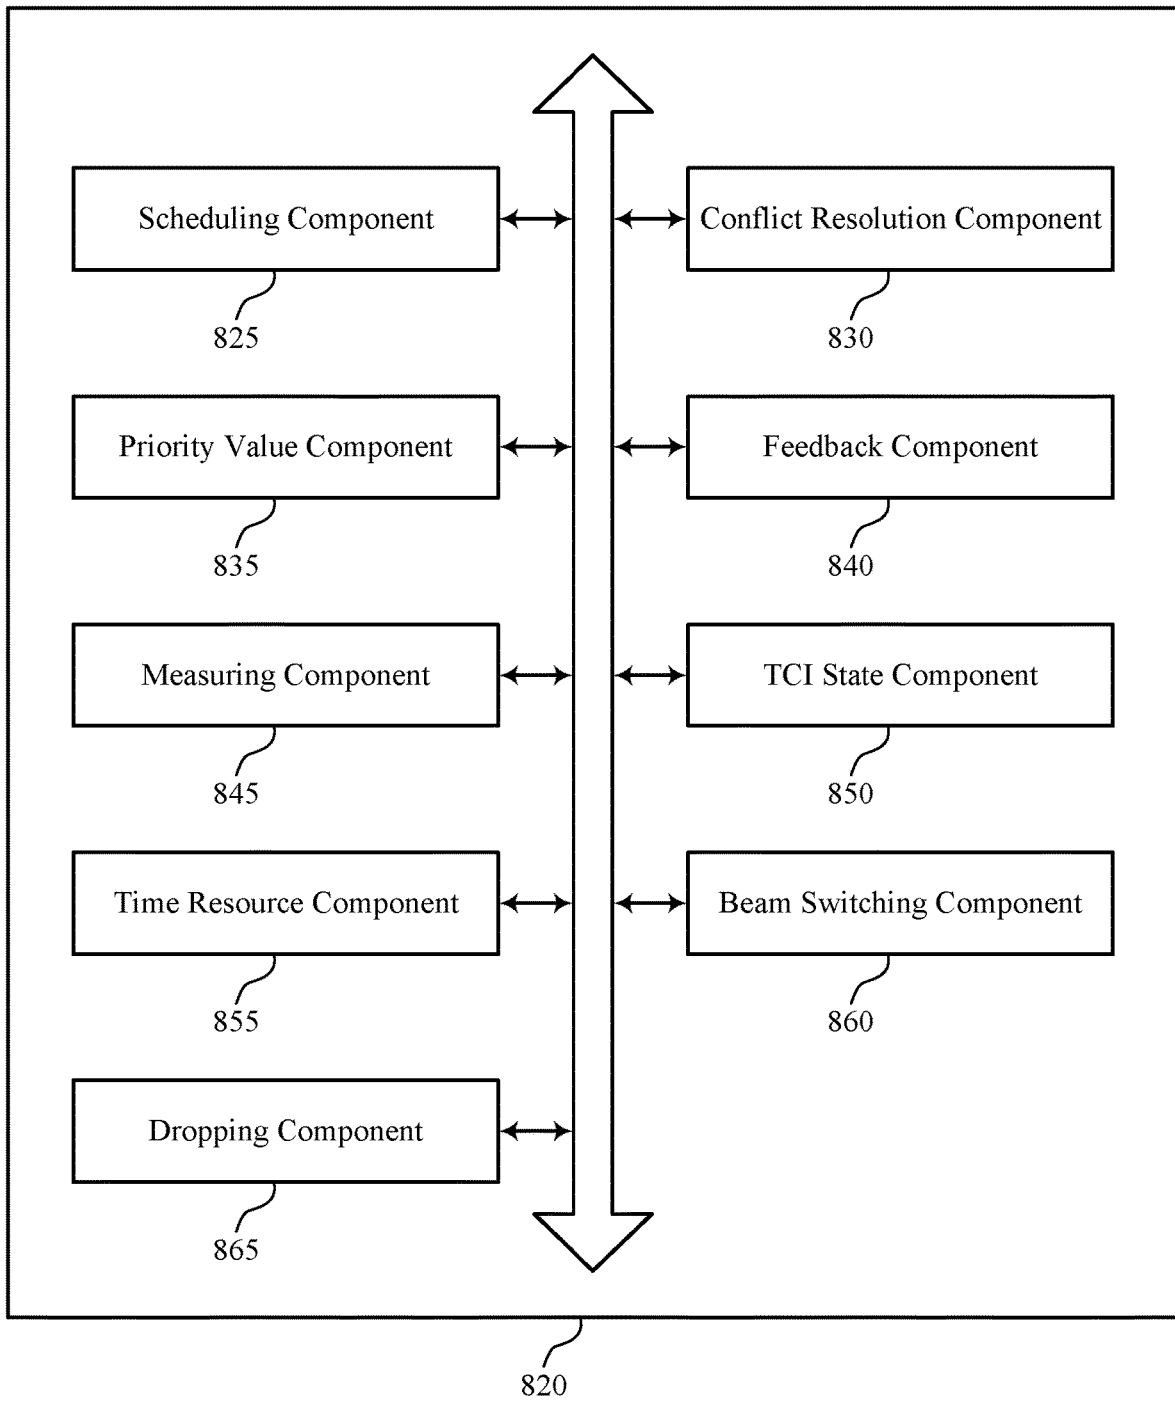 Scheduling Component
825
Conflict Resolution Component
830
Priority Value Component
835
Feedback Component
840
Measuring Component
845
TCI State Component
850
Time Resource Component
855
Beam Switching Component
860
Dropping Component
865
820